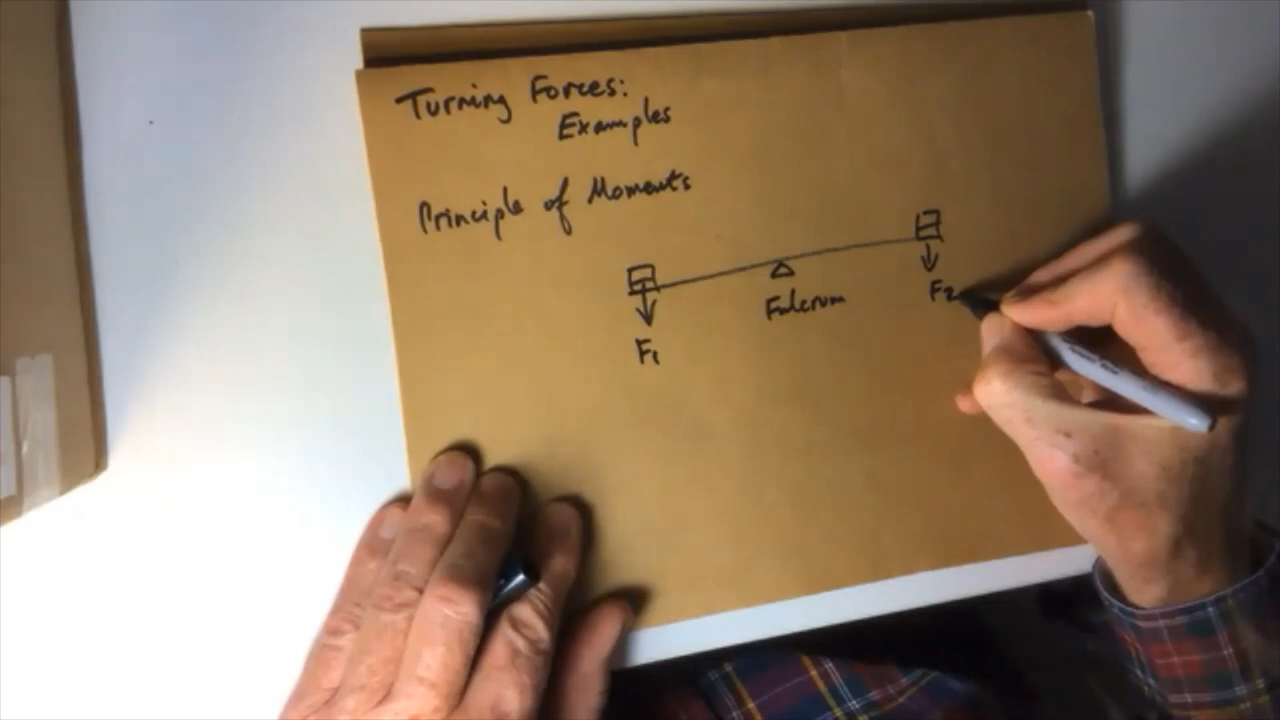 Turning Forces:
Examples
Principle of Moments
Fulcrum
F2
F1